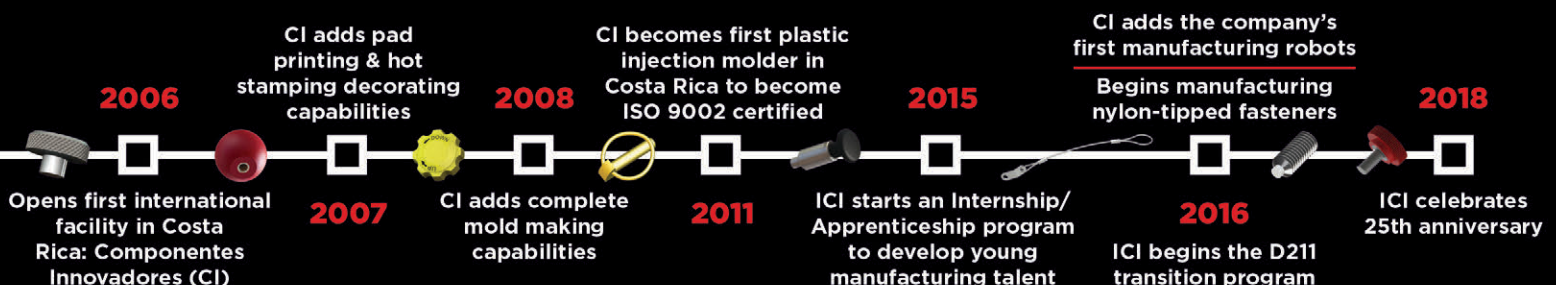 2006
Opens first international
facility in Costa
Rica: Componentes
Innovadores (CI)
CI adds pad
printing & hot
stamping decorating
capabilities
2007
2008
CI adds complete
mold making
capabilities
CI becomes first plastic
injection molder in
Costa Rica to become
ISO 9002 certified
2011
2015
ICI starts an Internship/
Apprenticeship program
to develop young
manufacturing talent
CI adds the company's
first manufacturing robots
Begins manufacturing
nylon-tipped fasteners
2016
ICI begins the D211
transition program
2018
ICI celebrates
25th anniversary